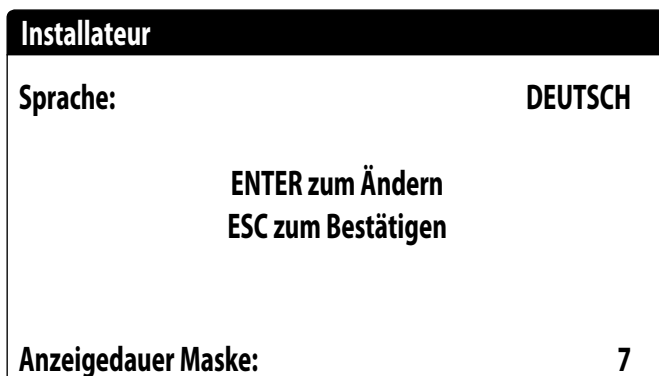 Installateur
Sprache: DEUTSCH
ENTER zum Ändern
ESC zum Bestätigen
Anzeigedauer Maske: 7